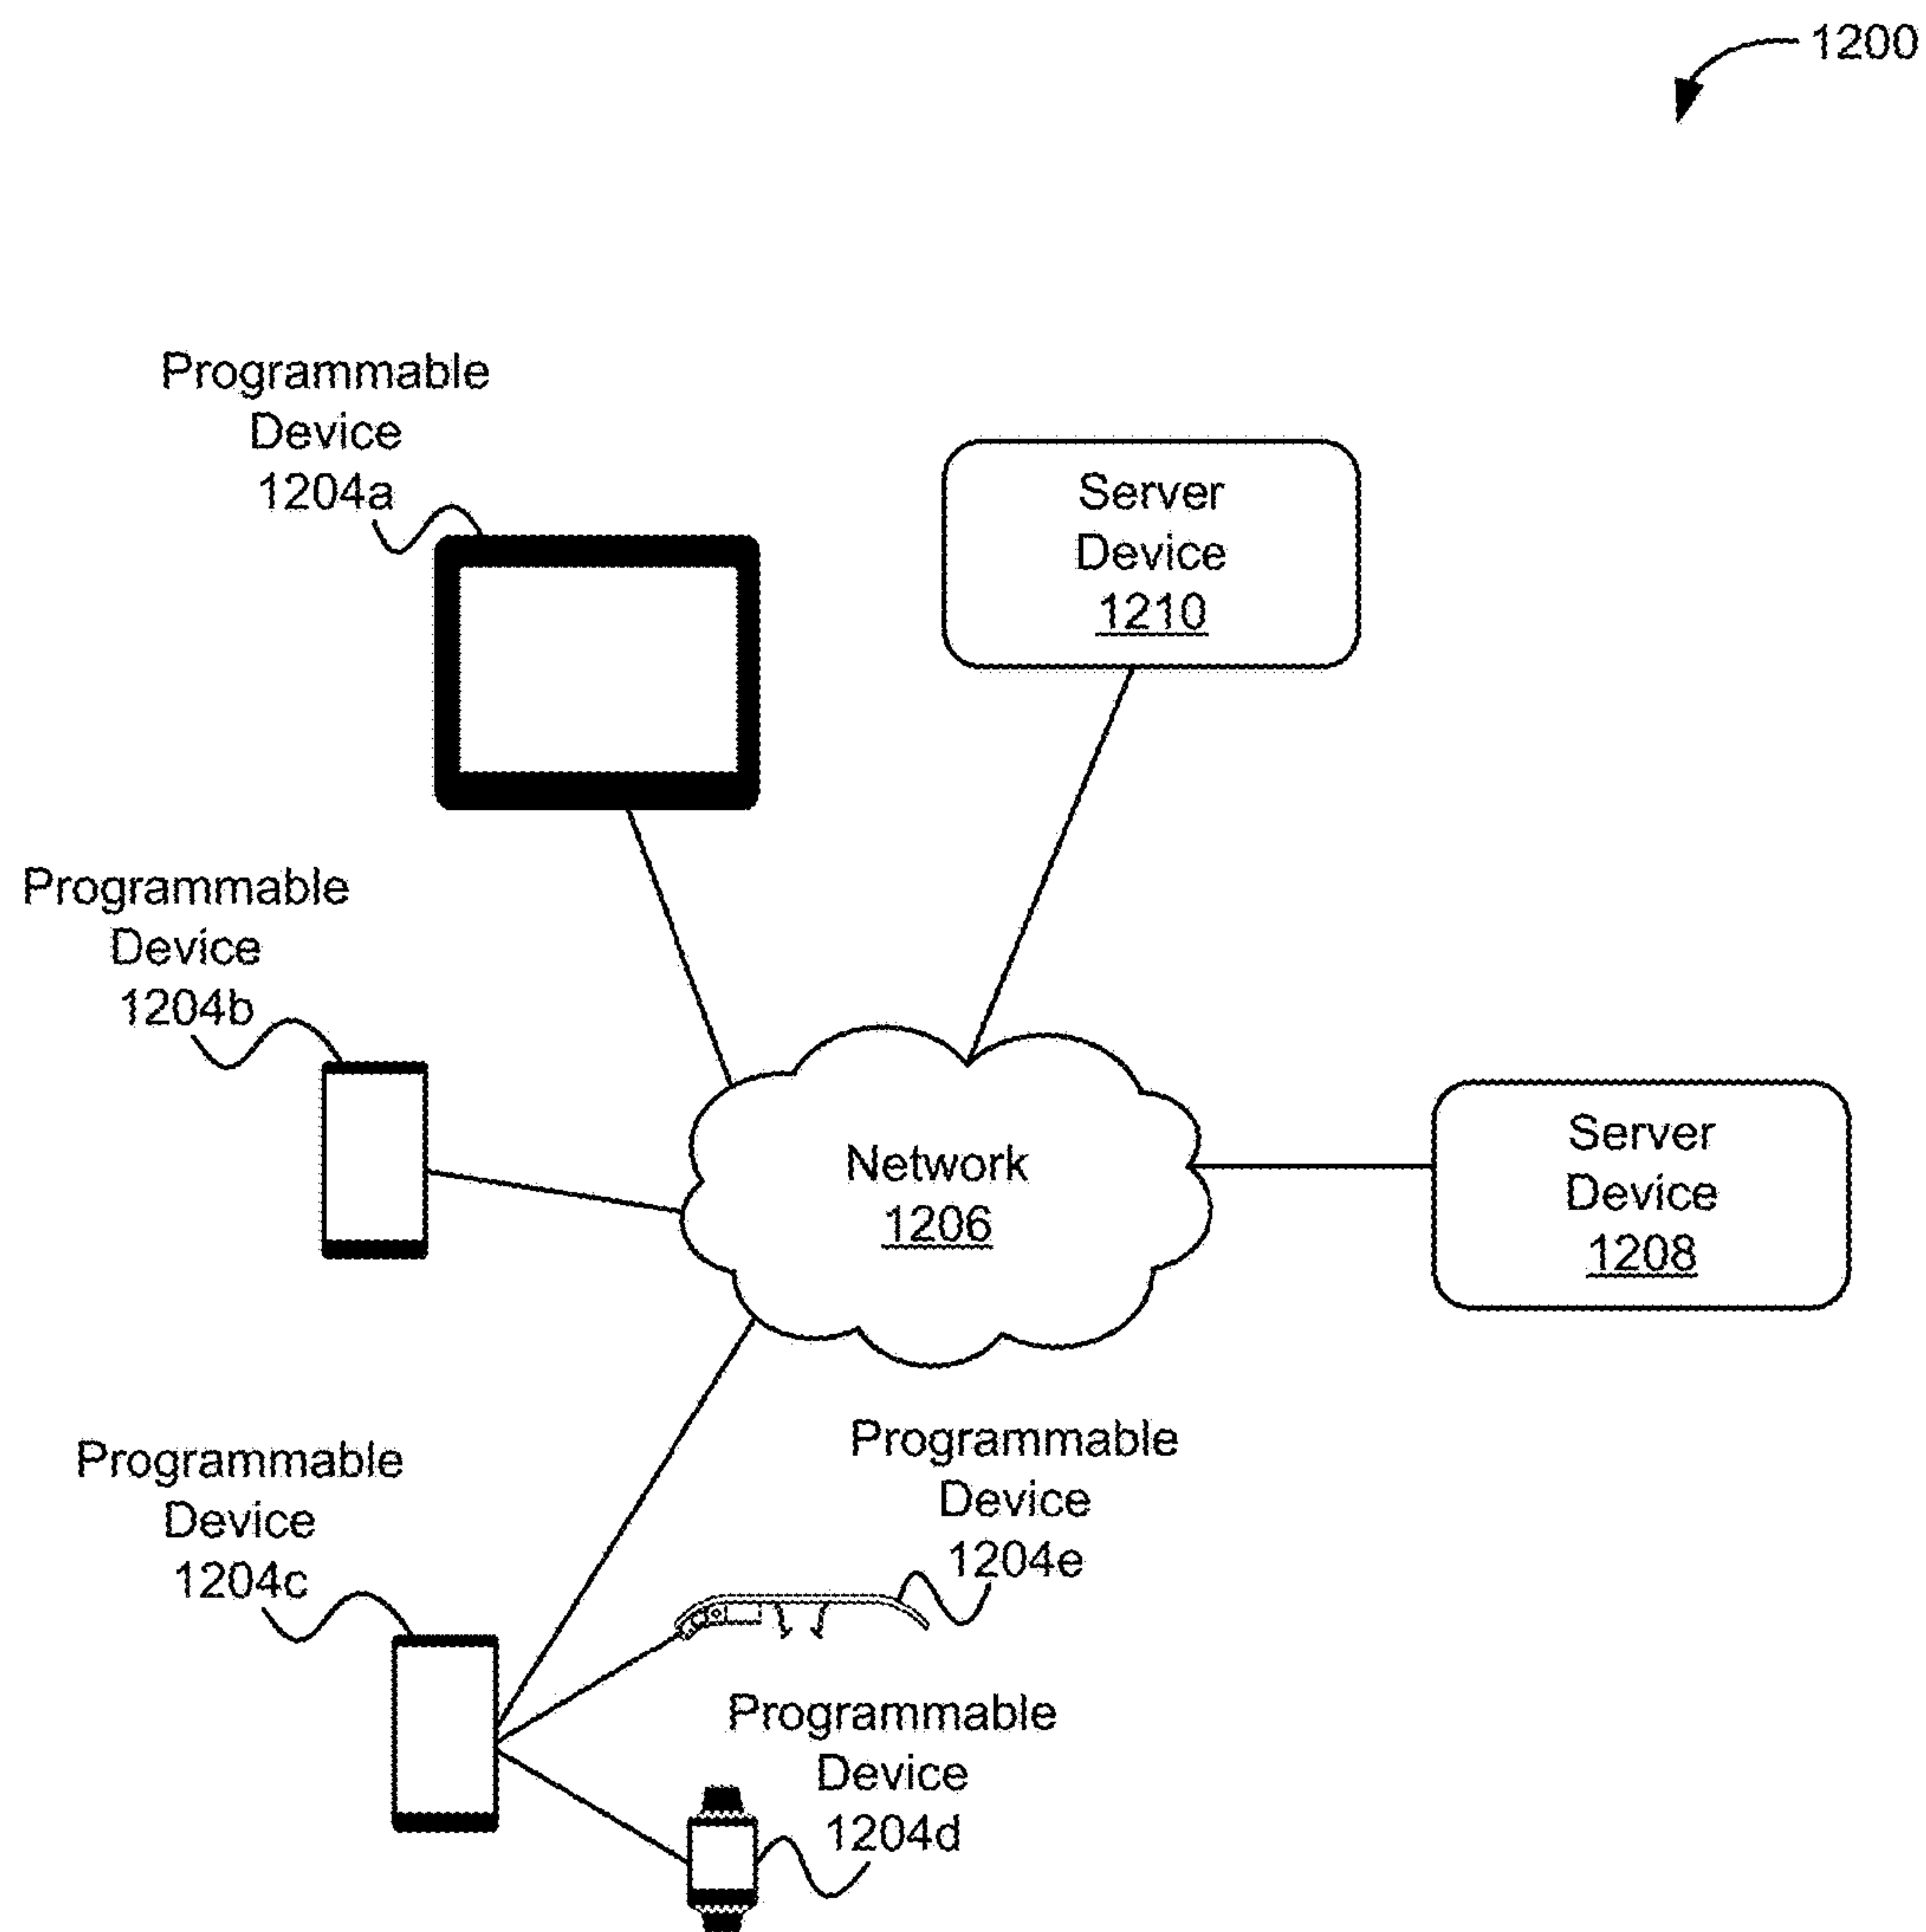 1200
Programmable
Device
1204a
Server
Device
1210
Programmable
Device
1204b
Network
1206
Server
Device
1208
Programmable
Device
1204c
Programmable
Device
1204e
Programmable
Device
1204d